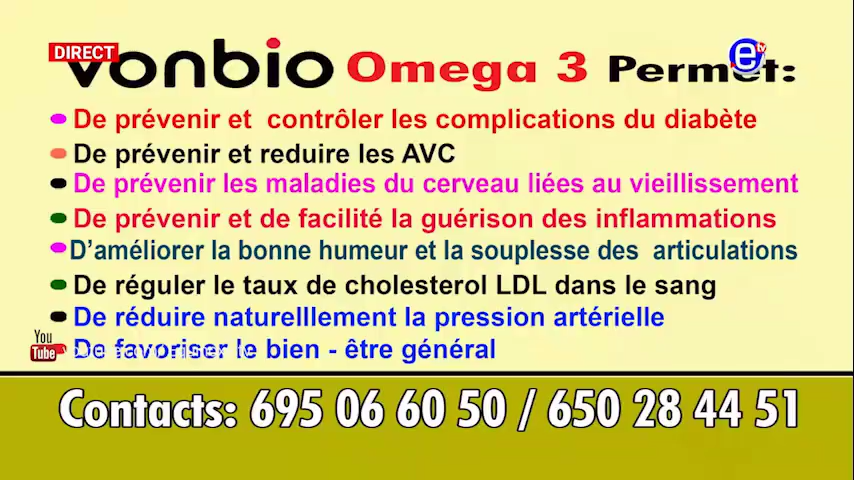 DIRECT
vonbio Omega 3 Permet:
De prévenir et contrôler les complications du diabète
De prévenir et reduire les AVC
De prévenir les maladies du cerveau liées au vieillissement
De prévenir et de facilité la guérison des inflammations
D'améliorer la bonne humeur et la souplesse des articulations
De réguler le taux de cholesterol LDL dans le sang
De réduire naturelllement la pression artérielle
De favoriser le bien - être général
You
Tube
Contacts: 695 06 60 50 / 650 28 44 51